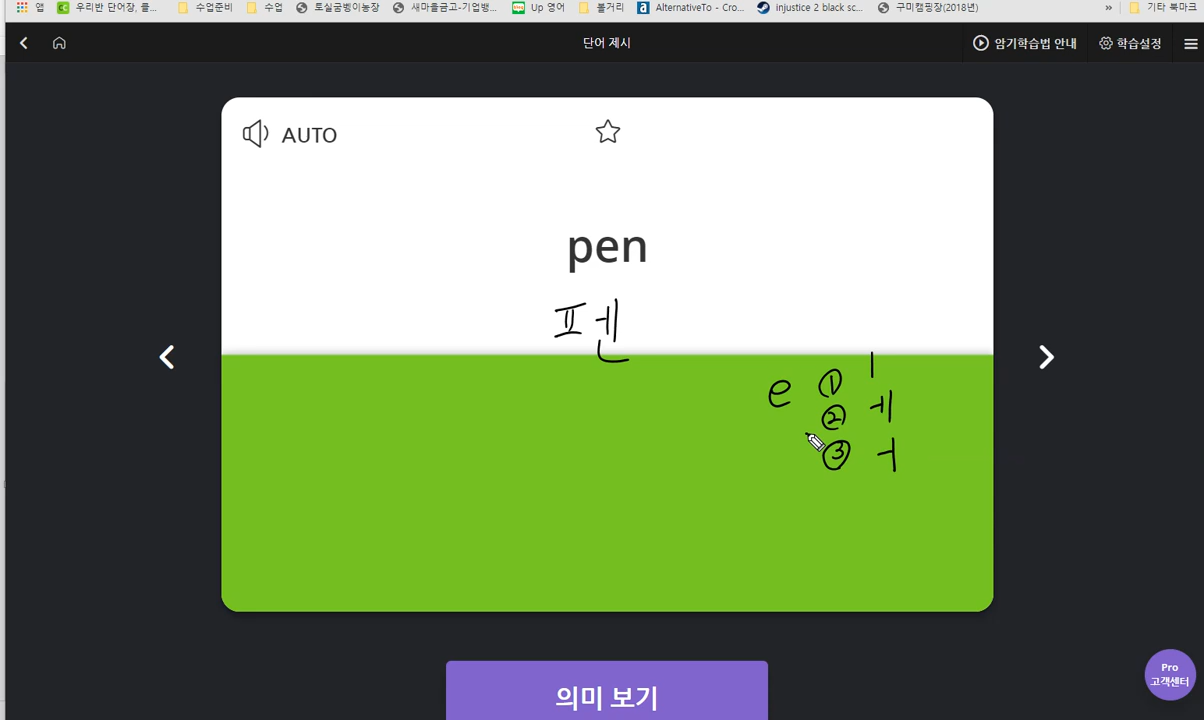 앱 우리반 단어장, 클... 수업준비 수업 토실굼벵이농장 새마을금고-기업뱅... Up 영어 볼거리 AlternativeTo - Cro... injustice 2 black sc... 구미캠핑장(2018년) » 기타 북마크
단어 제시 암기학습법 안내 학습설정
AUTO
pen
펜
e ① ㅣ
② ㅔ
③ ㅓ
의미 보기
Pro
고객센터